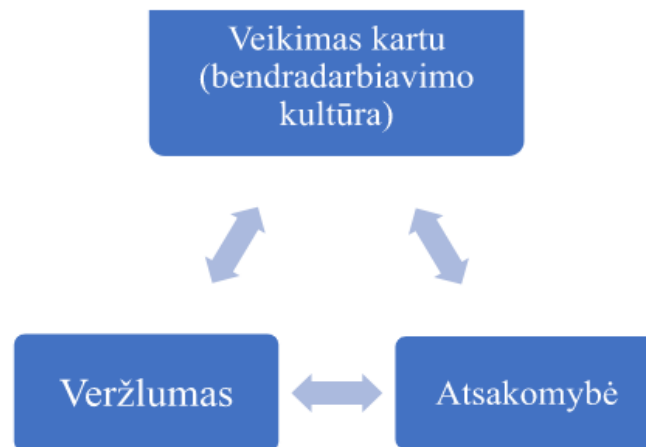 Veikimas kartu
(bendradarbiavimo
kultūra)
Veržlumas
Atsakomybė